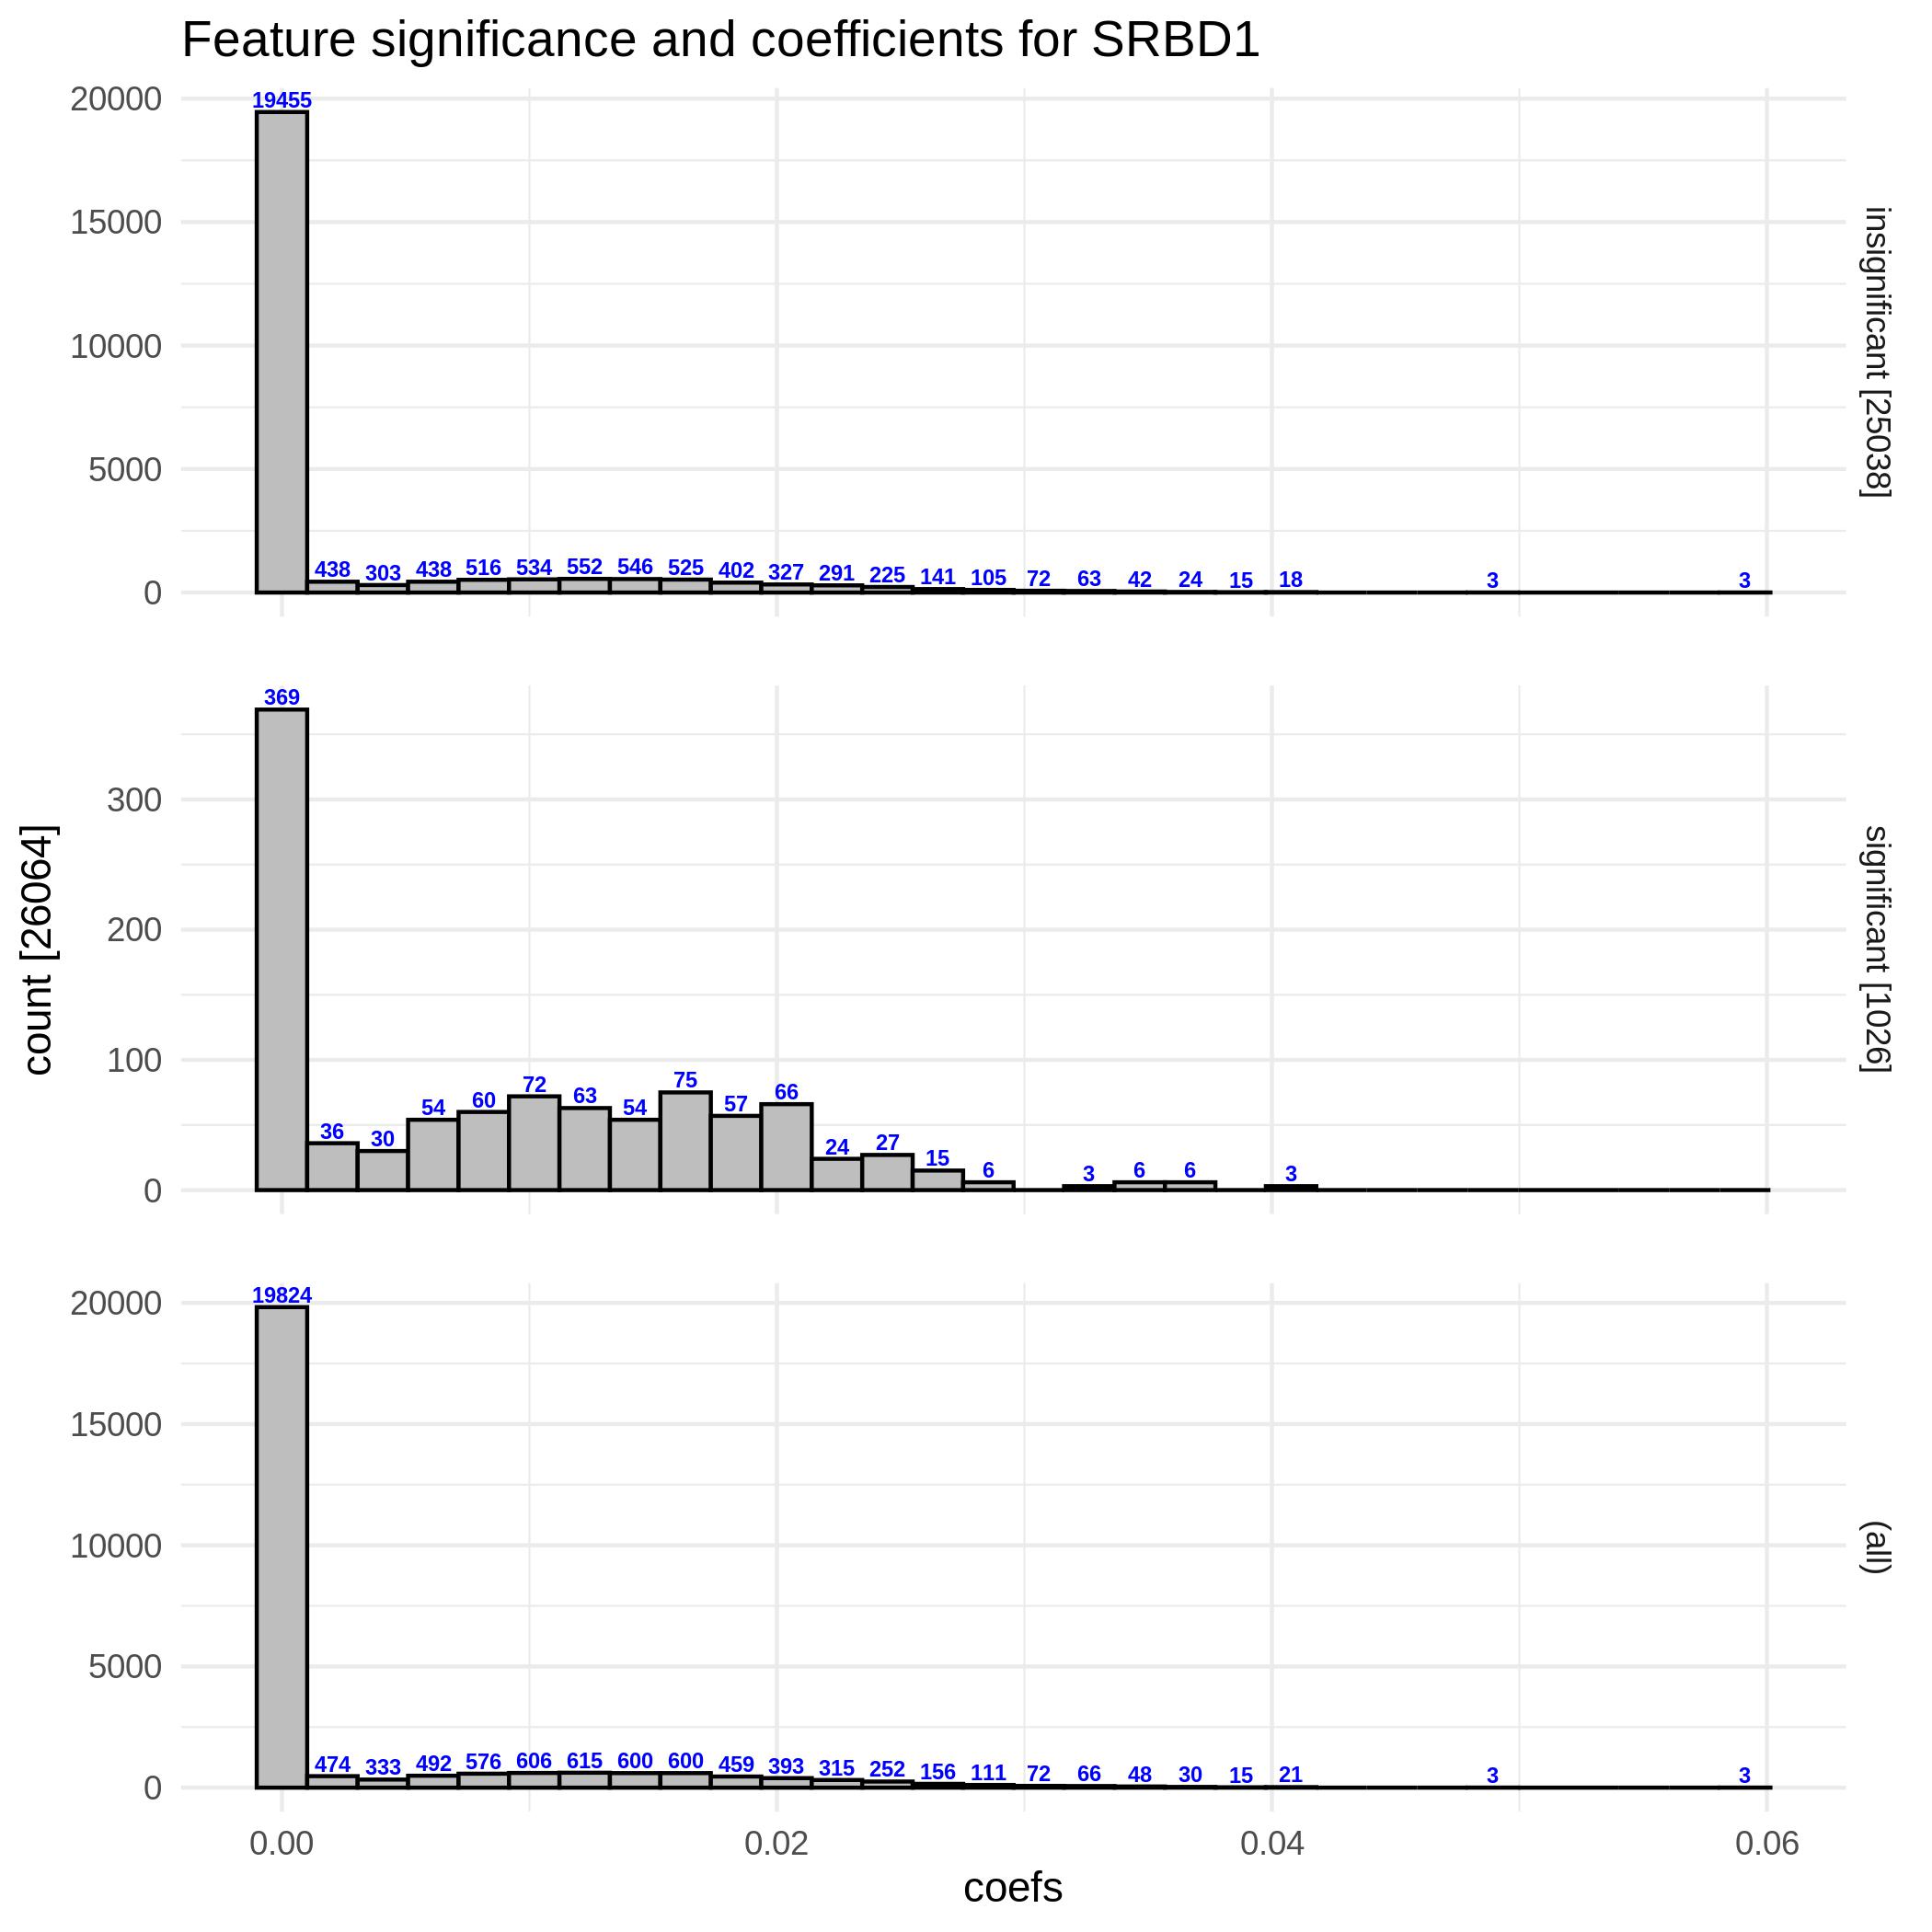 Feature significance and coefficients for SRBD1
20000
15000
10000
5000
0
19455
438 303 438 516 534 552 546 525 402 327 291 225 141 105 72 63 42 24 15 18 3 3
insignificant [25038]
count [26064]
300
200
100
0
369
36 30 54 60 72 63 54 75 57 66 24 27 15 6 3 6 6 3
significant [1026]
20000
15000
10000
5000
0
19824
474 333 492 576 606 615 600 600 459 393 315 252 156 111 72 66 48 30 15 21 3 3
(all)
0.00 0.02 0.04 0.06
coefs